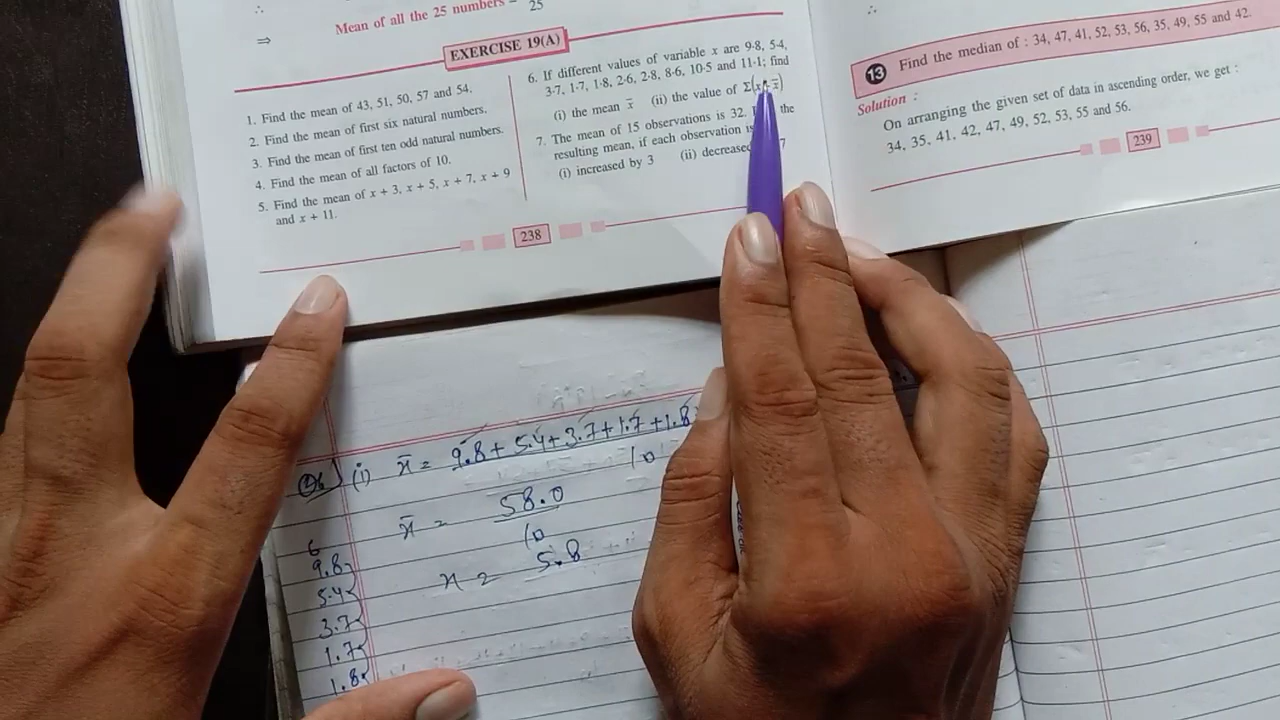 ∴
Mean of all the 25 numbers = 25
⇒
EXERCISE 19(A)
1. Find the mean of 43, 51, 50, 57 and 54.
2. Find the mean of first six natural numbers.
3. Find the mean of first ten odd natural numbers.
4. Find the mean of all factors of 10.
5. Find the mean of x + 3, x + 5, x + 7, x + 9
and x + 11.
6. If different values of variable x are 9·8, 5·4,
3·7, 1·7, 1·8, 2·6, 2·8, 8·6, 10·5 and 11·1; find
(i) the mean x̄ (ii) the value of Σ(x x̄)
7. The mean of 15 observations is 32. the
resulting mean, if each observation is
(i) increased by 3 (ii) decreased 7
238
∴
13 Find the median of : 34, 47, 41, 52, 53, 56, 35, 49, 55 and 42.
Solution :
On arranging the given set of data in ascending order, we get :
34, 35, 41, 42, 47, 49, 52, 53, 55 and 56.
239
Q6) (i) x̄ = 9.8 + 5.4 + 3.7 + 1.7 + 1.8
10
x̄ = 58.0
10
x = 5.8
6
9.8
5.4
3.7
1.7
1.8